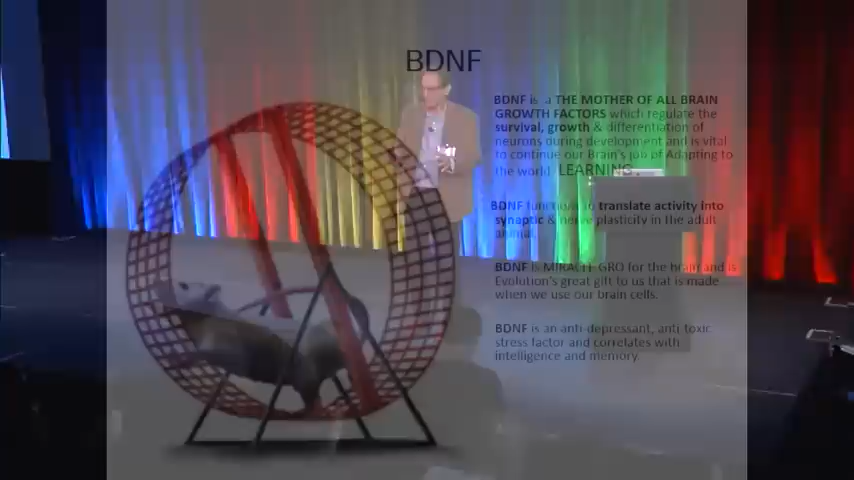 BDNF
BDNF is a THE MOTHER OF ALL BRAIN
GROWTH FACTORS which regulate the
survival, growth & differentiation of
neurons during development and is vital
to continue our Brain's job of Adapting to
the world LEARNING.
BDNF functions to translate activity into
synaptic & nerve plasticity in the adult
animal.
BDNF is MIRACLE-GRO for the brain and is
Evolution's great gift to us that is made
when we use our brain cells.
BDNF is an anti-depressant, anti toxic
stress factor and correlates with
intelligence and memory.